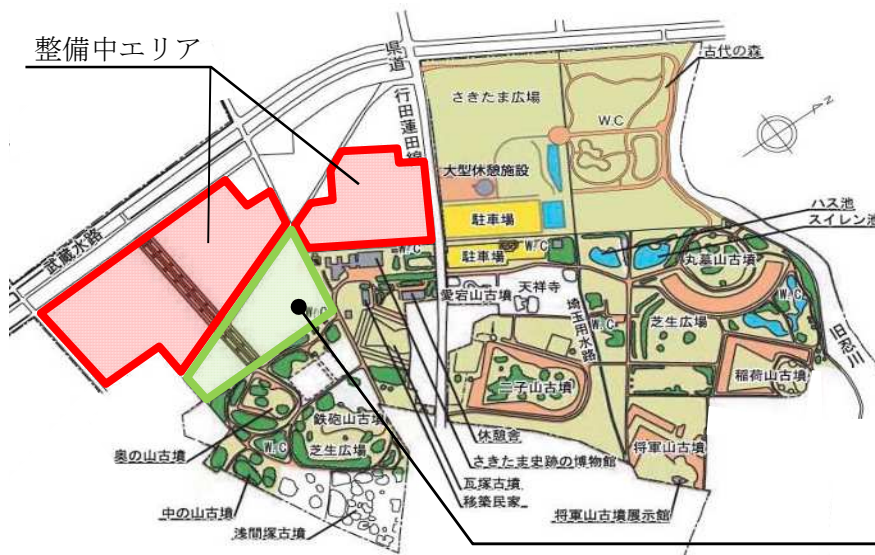 整備中エリア
県道
行田蓮田線
古代の森
さきたま広場
W.C
N
大型休憩施設
駐車場
ハス池
スイレン池
武蔵水路
W.C
駐車場
W.C
丸墓山古墳
愛宕山古墳
天祥寺
W.C
W.C
埼玉用水路
W.C
芝生広場
旧忍川
二子山古墳
稲荷山古墳
鉄砲山古墳
休憩舎
将軍山古墳
奥の山古墳
W.C
芝生広場
さきたま史跡の博物館
瓦塚古墳
中の山古墳
移築民家
将軍山古墳展示館
浅間塚古墳